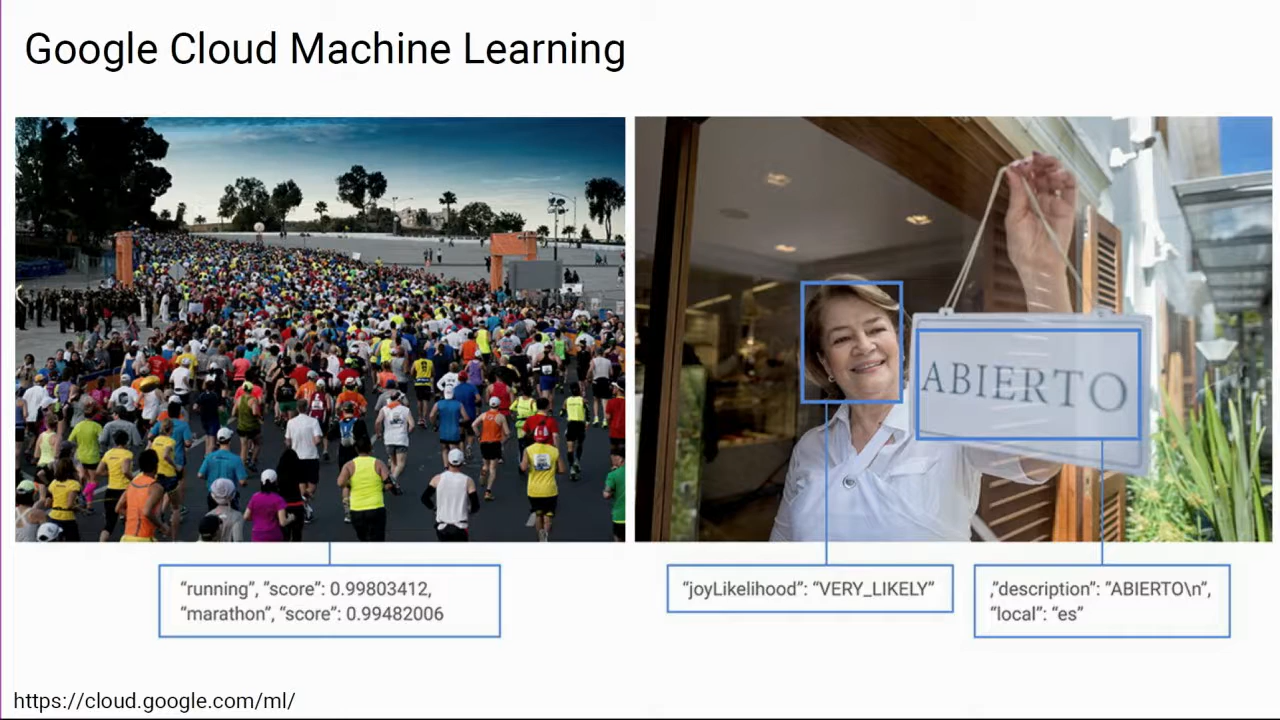 Google Cloud Machine Learning
ABIERTO
“running”, “score”: 0.99803412,
“marathon”, “score”: 0.99482006
“joyLikelihood”: “VERY_LIKELY”
,”description”: ”ABIERTO\n”,
“local”: “es”
https://cloud.google.com/ml/